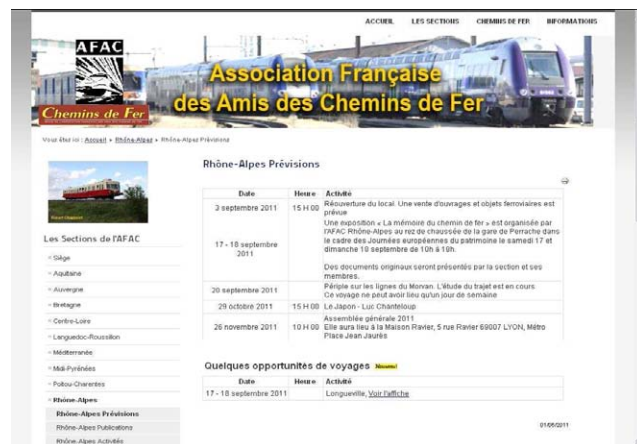 ACCUEIL LES SECTIONS CHEMINS DE FER INFORMATIONS
AFAC
Chemins de Fer
Association Française
des Amis des Chemins de Fer
Vous êtes ici : Accueil Rhône-Alpes Rhône-Alpes Prévisions
Rhône-Alpes Prévisions
Date Heure Activité
3 septembre 2011 15 H 00 Réouverture du local. Une vente d'ouvrages et objets ferroviaires est
prévue
17 - 18 septembre
2011
Une exposition « La mémoire du chemin de fer » est organisée par
l'AFAC Rhône-Alpes au rez de chaussée de la gare de Perrache dans
le cadre des Journées européennes du patrimoine le samedi 17 et
dimanche 18 septembre de 10h à 18h.
Des documents originaux seront présentés par la section et ses
membres.
20 septembre 2011 Périple sur les lignes du Morvan. L'étude du trajet est en cours.
Ce voyage ne peut avoir lieu qu'un jour de semaine
29 octobre 2011 15 H 00 Le Japon - Luc Chanteloup
26 novembre 2011 10 H 00 Assemblée générale 2011
Elle aura lieu à la Maison Ravier, 5 rue Ravier 69007 LYON, Métro
Place Jean Jaurès
Quelques opportunités de voyages Nouveau!
Date Heure Activité
17 - 18 septembre 2011 Longueville, Voir l'affiche
01/06/2011
Les Sections de l'AFAC
Siège
Aquitaine
Auvergne
Bretagne
Centre-Loire
Languedoc-Roussillon
Méditerranée
Midi-Pyrénées
Poitou-Charentes
Rhône-Alpes
Rhône-Alpes Prévisions
Rhône-Alpes Publications
Rhône-Alpes Activités